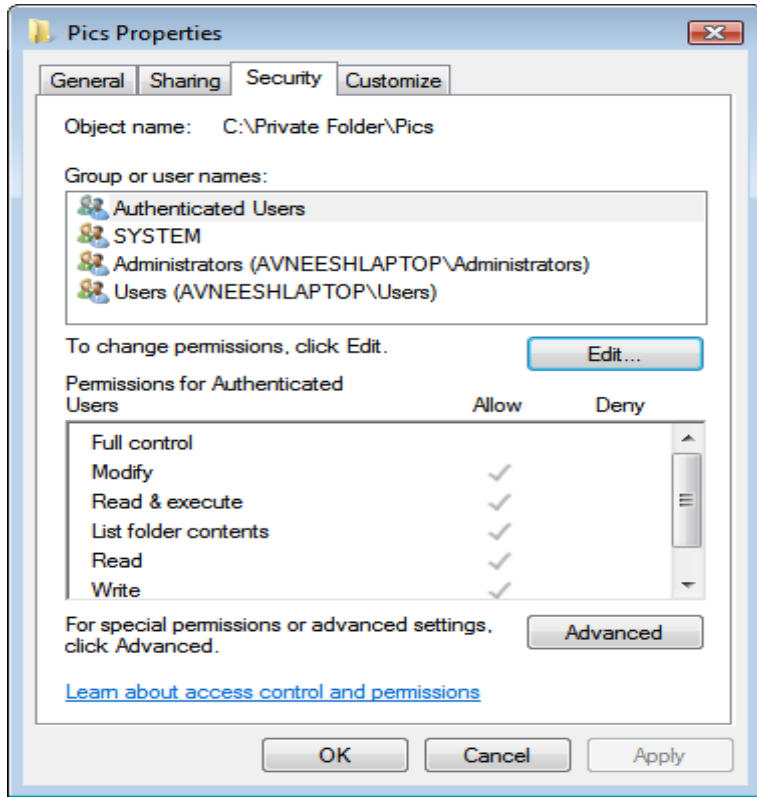 Pics Properties
General Sharing Security Customize
Object name: C:\Private Folder\Pics
Group or user names:
Authenticated Users
SYSTEM
Administrators (AVNEESHLAPTOP\Administrators)
Users (AVNEESHLAPTOP\Users)
To change permissions, click Edit.
Edit...
Permissions for Authenticated
Users Allow Deny
Full control
Modify
Read & execute
List folder contents
Read
Write
For special permissions or advanced settings,
click Advanced.
Advanced
Learn about access control and permissions
OK Cancel Apply